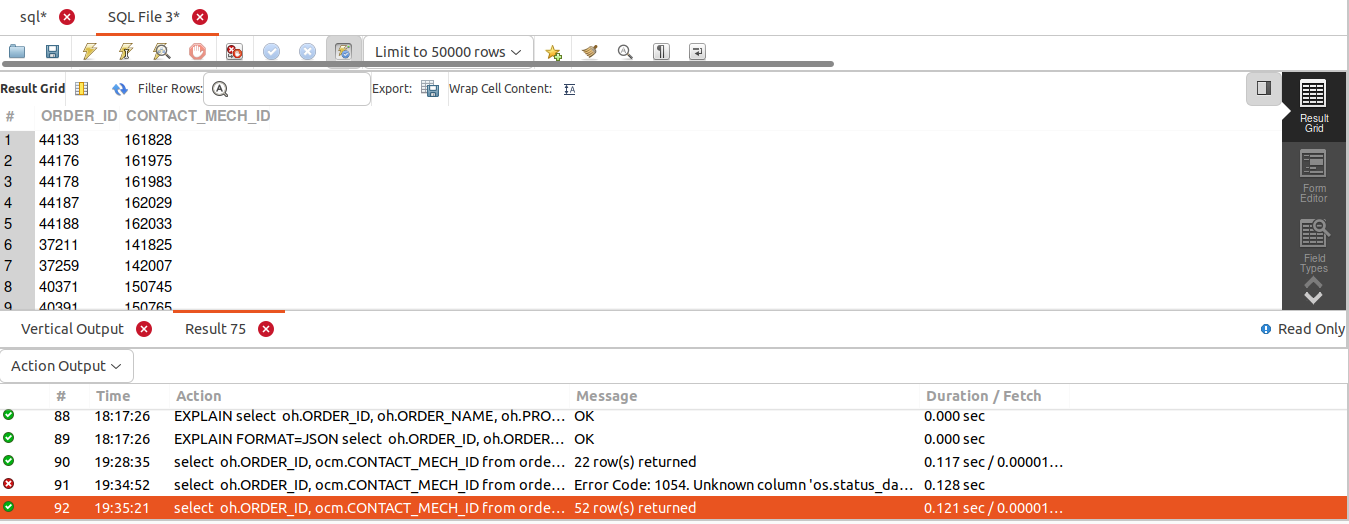 sql*
SQL File 3*
Limit to 50000 rows
Result Grid
Filter Rows:
Export:
Wrap Cell Content:
# ORDER_ID CONTACT_MECH_ID
1 44133 161828
2 44176 161975
3 44178 161983
4 44187 162029
5 44188 162033
6 37211 141825
7 37259 142007
8 40371 150745
9 40391 150765
Result
Grid
Form
Editor
Field
Types
Vertical Output
Result 75
Read Only
Action Output
# Time Action Message Duration / Fetch
88 18:17:26 EXPLAIN select oh.ORDER_ID, oh.ORDER_NAME, oh.PRO... OK 0.000 sec
89 18:17:26 EXPLAIN FORMAT=JSON select oh.ORDER_ID, oh.ORDER... OK 0.000 sec
90 19:28:35 select oh.ORDER_ID, ocm.CONTACT_MECH_ID from orde... 22 row(s) returned 0.117 sec / 0.00001...
91 19:34:52 select oh.ORDER_ID, ocm.CONTACT_MECH_ID from orde... Error Code: 1054. Unknown column 'os.status_da... 0.128 sec
92 19:35:21 select oh.ORDER_ID, ocm.CONTACT_MECH_ID from orde... 52 row(s) returned 0.121 sec / 0.00001...